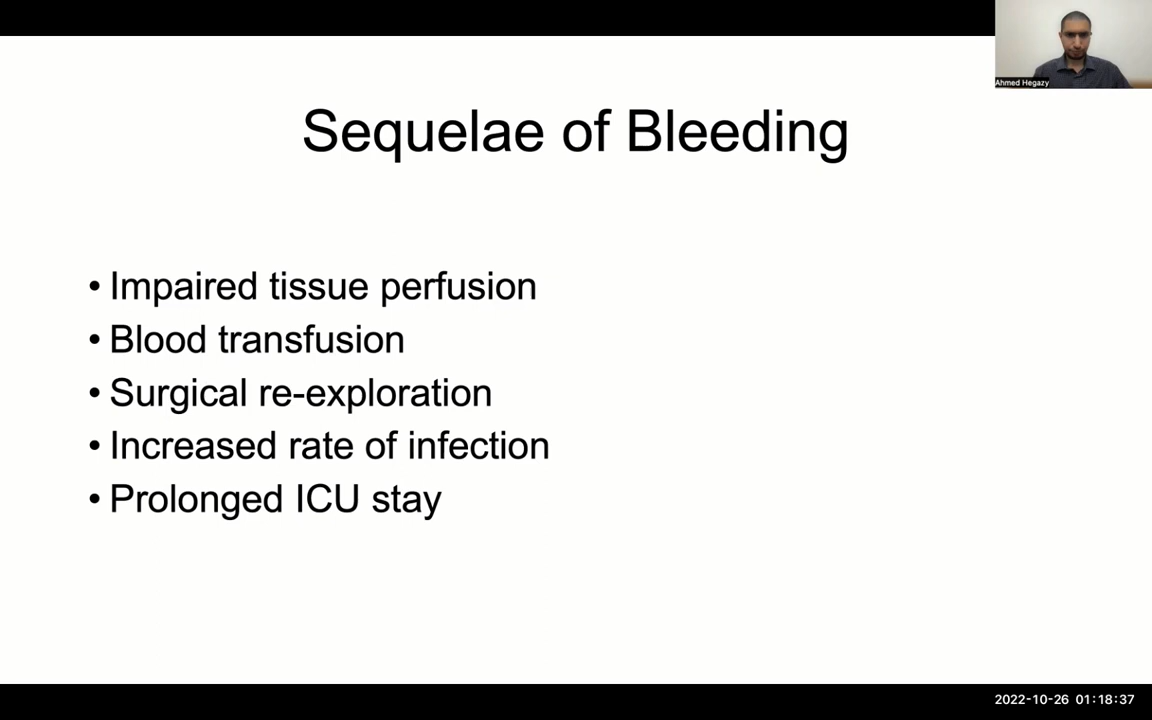 Ahmed Hegazy
Sequelae of Bleeding
• Impaired tissue perfusion
• Blood transfusion
• Surgical re-exploration
• Increased rate of infection
• Prolonged ICU stay
2022-10-26 01:18:37